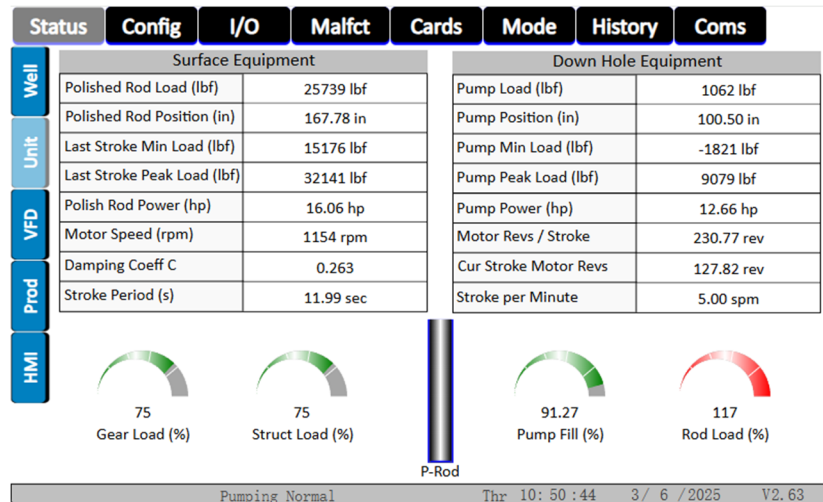 Status Config I/O Malfct Cards Mode History Coms
Well
Unit
VFD
Prod
HMI
Surface Equipment
Polished Rod Load (lbf) 25739 lbf
Polished Rod Position (in) 167.78 in
Last Stroke Min Load (lbf) 15176 lbf
Last Stroke Peak Load (lbf) 32141 lbf
Polish Rod Power (hp) 16.06 hp
Motor Speed (rpm) 1154 rpm
Damping Coeff C 0.263
Stroke Period (s) 11.99 sec
Down Hole Equipment
Pump Load (lbf) 1062 lbf
Pump Position (in) 100.50 in
Pump Min Load (lbf) -1821 lbf
Pump Peak Load (lbf) 9079 lbf
Pump Power (hp) 12.66 hp
Motor Revs / Stroke 230.77 rev
Cur Stroke Motor Revs 127.82 rev
Stroke per Minute 5.00 spm
75
Gear Load (%)
75
Struct Load (%)
P-Rod
91.27
Pump Fill (%)
117
Rod Load (%)
Pumping Normal Thr 10:50:44 3/ 6 /2025 V2.63